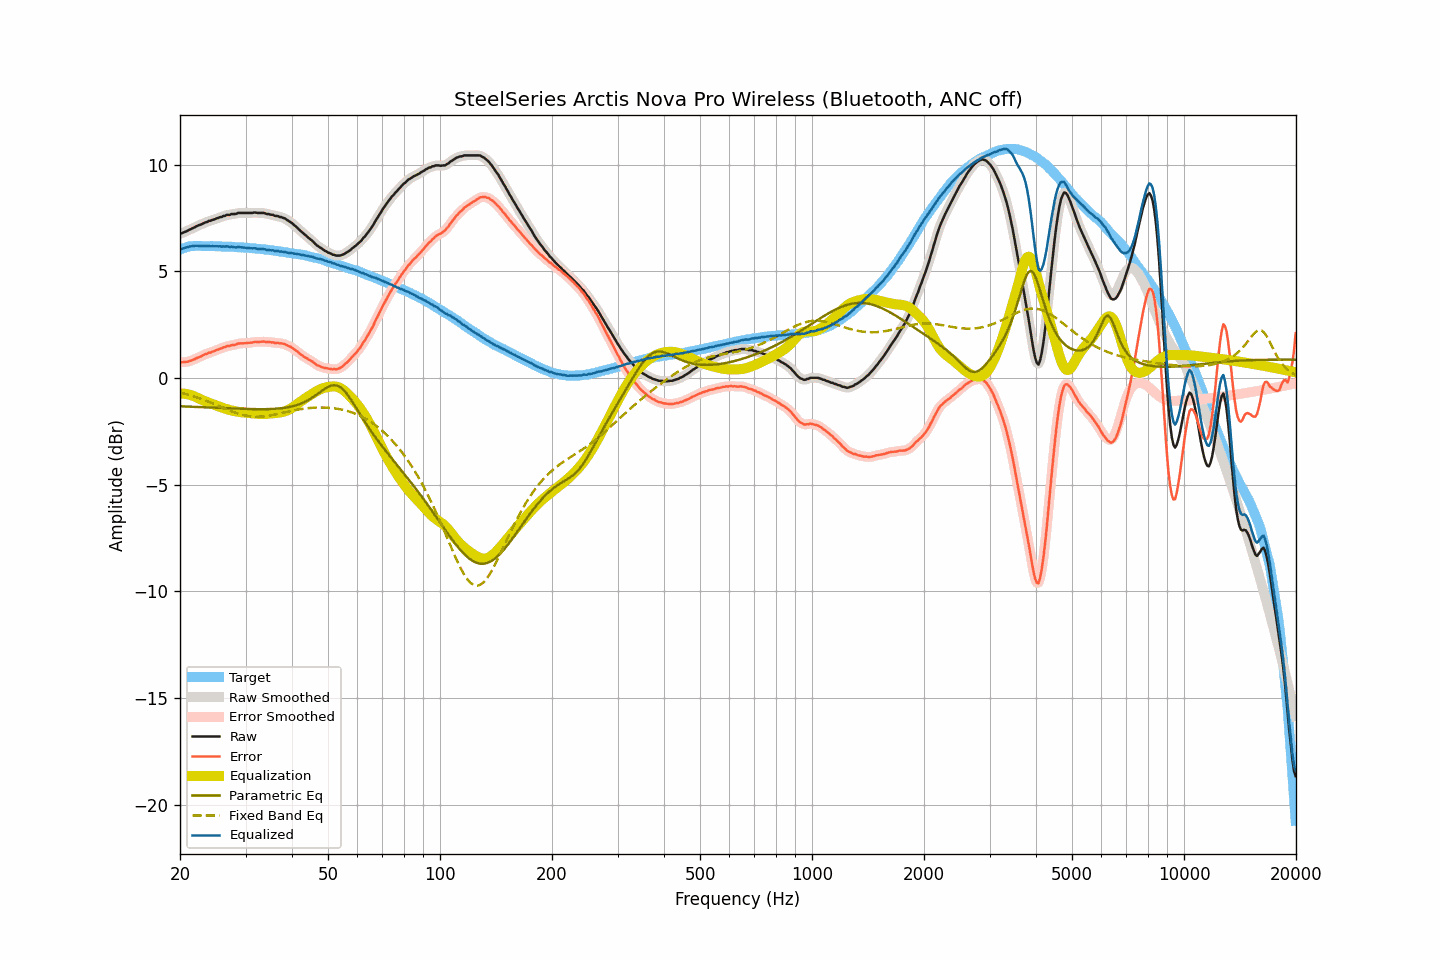 SteelSeries Arctis Nova Pro Wireless (Bluetooth, ANC off)
Amplitude (dBr)
10
5
0
−5
−10
−15
−20
Target
Raw Smoothed
Error Smoothed
Raw
Error
Equalization
Parametric Eq
Fixed Band Eq
Equalized
20 50 100 200 500 1000 2000 5000 10000 20000
Frequency (Hz)